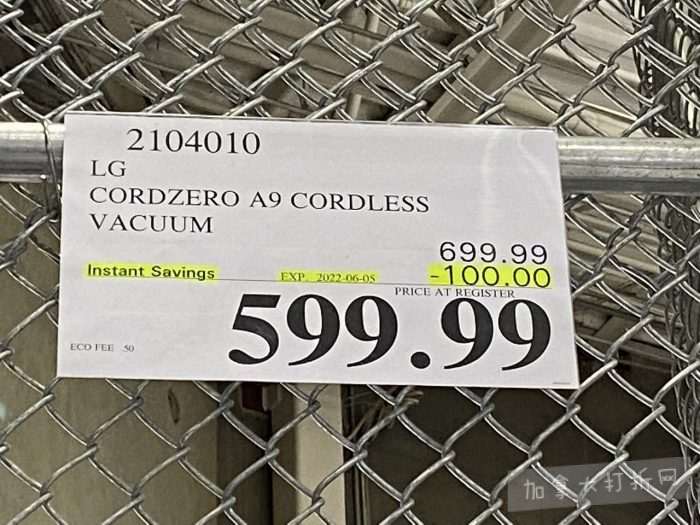 2104010
LG
CORDZERO A9 CORDLESS
VACUUM
699.99
Instant Savings EXP. 2022-06-05 -100.00
PRICE AT REGISTER
599.99
ECO FEE .50
加拿大打折网